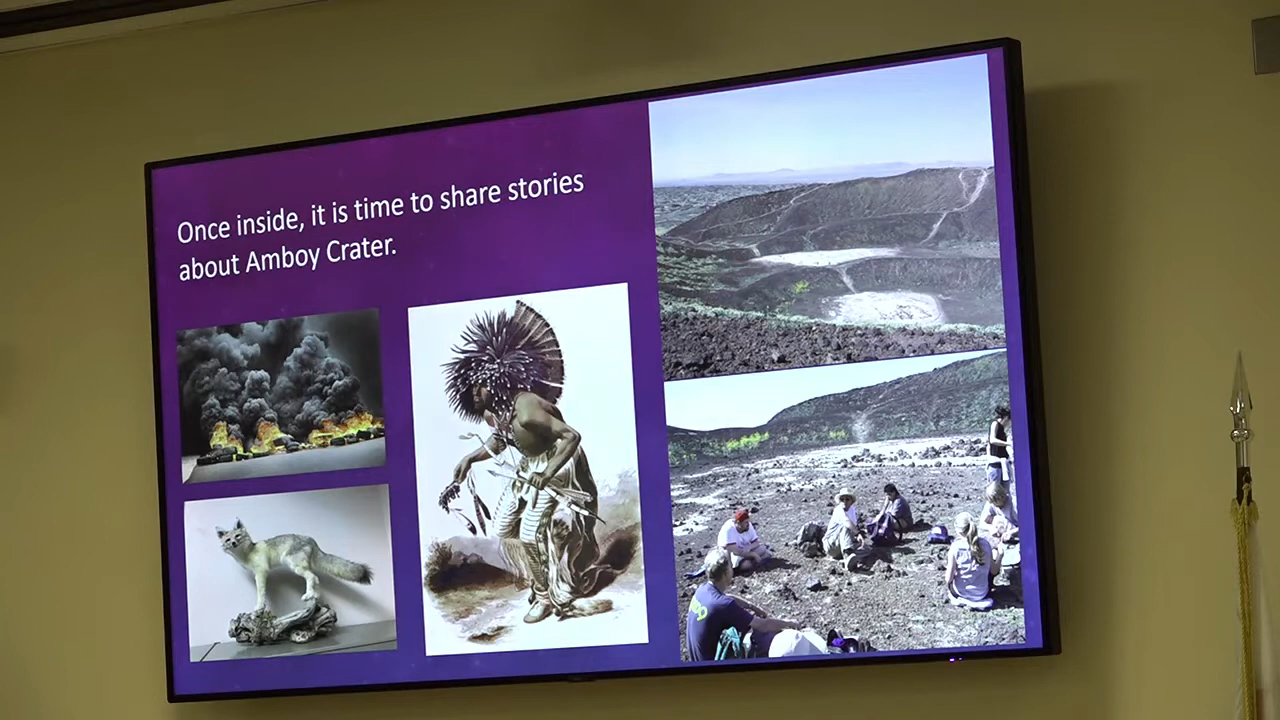 Once inside, it is time to share stories
about Amboy Crater.